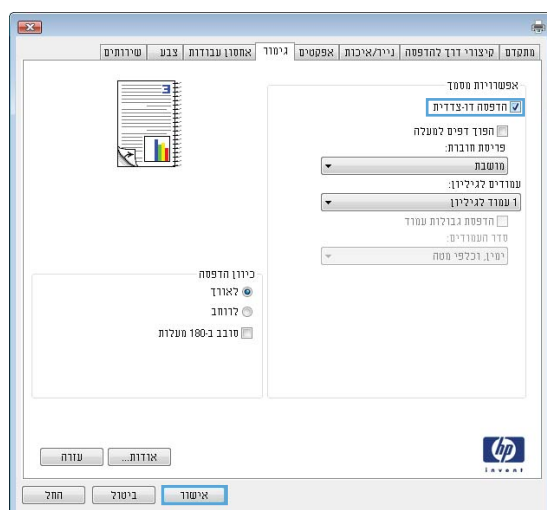 מתקדם קיצורי דרך להדפסה נייר/איכות אפקטים גימור אחסון עבודות צבע שירותים
אפשרויות מסמך
הדפסה דו-צדדית
הפוך דפים למעלה
פריסת חוברת:
מושבת
עמודים לגיליון:
1 עמוד לגיליון
הדפסת גבולות עמוד
סדר העמודים:
ימין, וכלפי מטה
כיוון הדפסה
לאורך
לרוחב
סובב ב-180 מעלות
hp
invent
אודות... עזרה
אישור ביטול החל